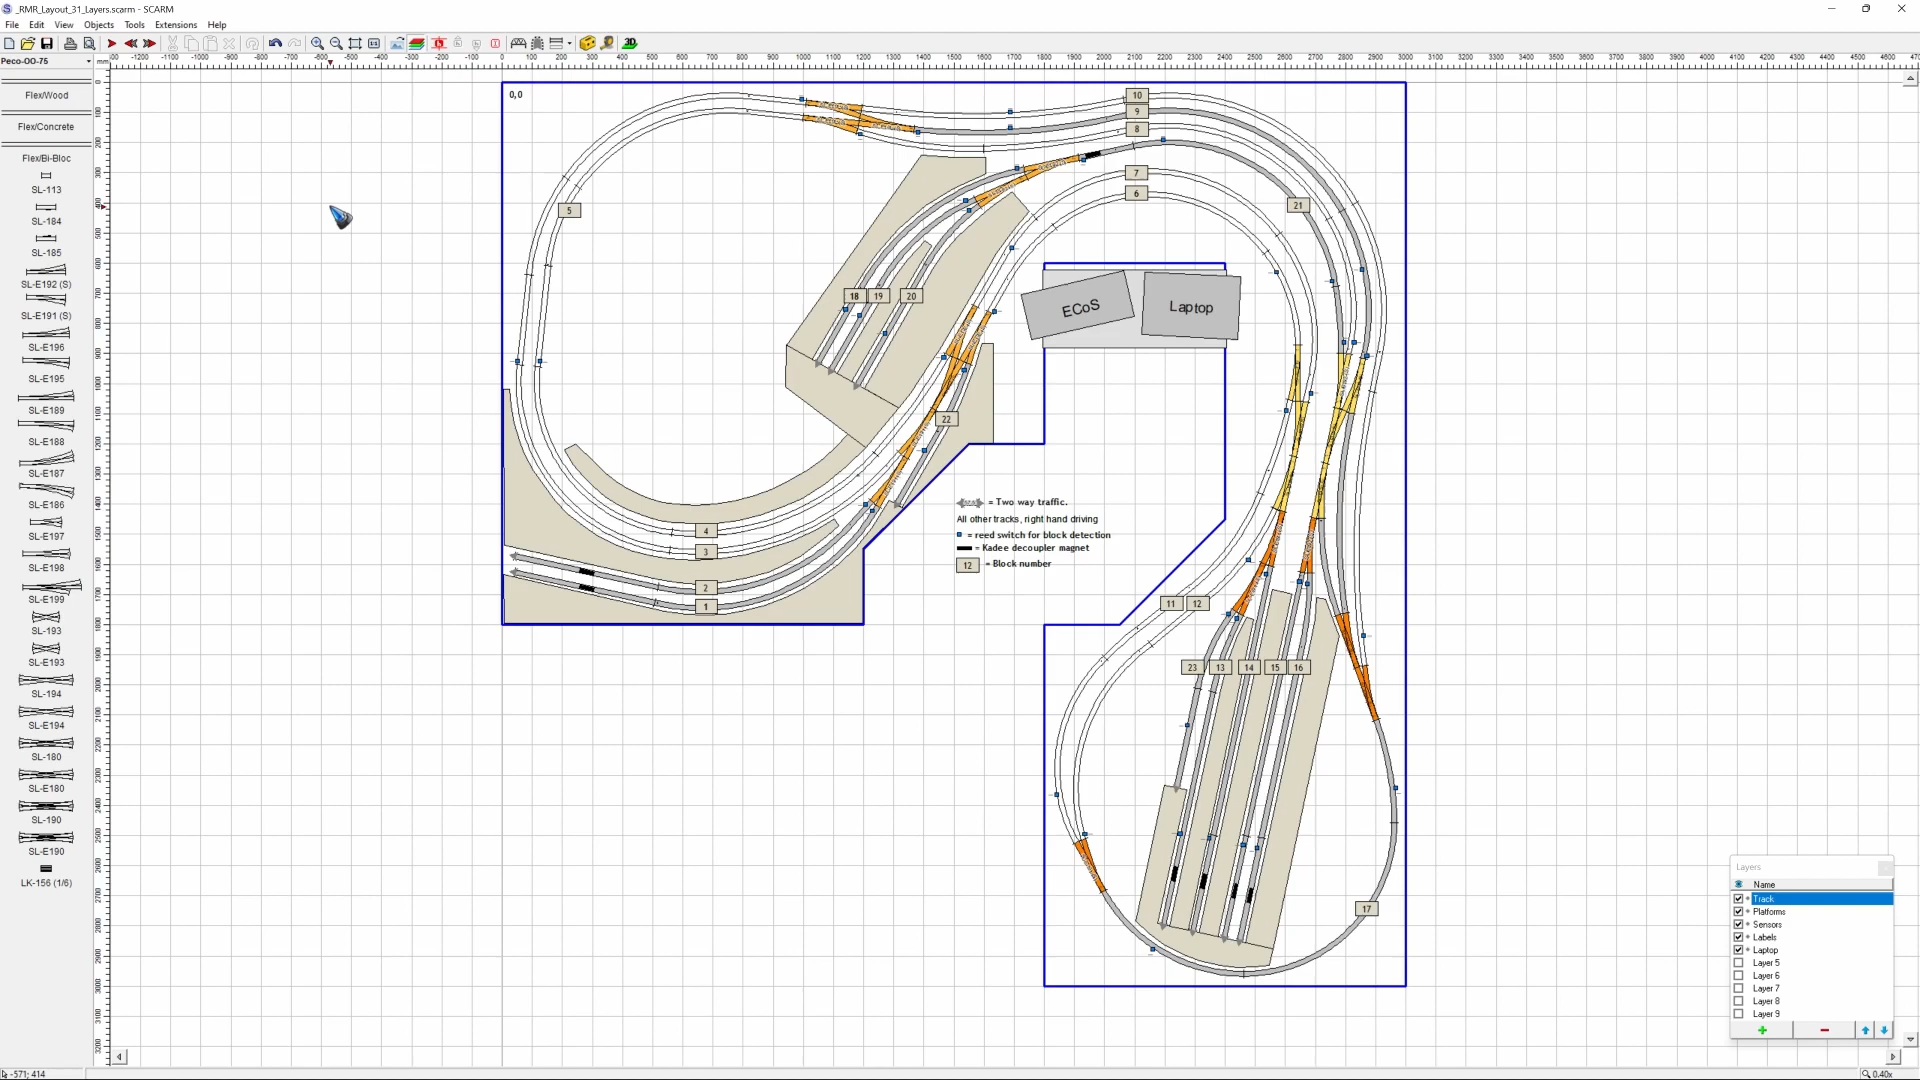 _RMR_Layout_31_Layers.scarm - SCARM
File Edit View Objects Tools Extensions Help
3D
Peco-OO-75
mm
Flex/Wood
Flex/Concrete
Flex/Bi-Bloc
SL-113
SL-184
SL-185
SL-E192 (S)
SL-E191 (S)
SL-E196
SL-E195
SL-E189
SL-E188
SL-E187
SL-E186
SL-E197
SL-E198
SL-E199
SL-193
SL-E193
SL-194
SL-E194
SL-180
SL-E180
SL-190
SL-E190
LK-156 (1/6)
0,0
10
9
8
7
6
5
21
18 19 20
ECoS
Laptop
22
4
3
2
1
= Two way traffic.
All other tracks, right hand driving
= reed switch for block detection
= Kadee decoupler magnet
12 = Block number
11 12
23 13 14 15 16
17
Layers
Name
Track
Platforms
Sensors
Labels
Laptop
Layer 5
Layer 6
Layer 7
Layer 8
Layer 9
-571; 414
0.40x